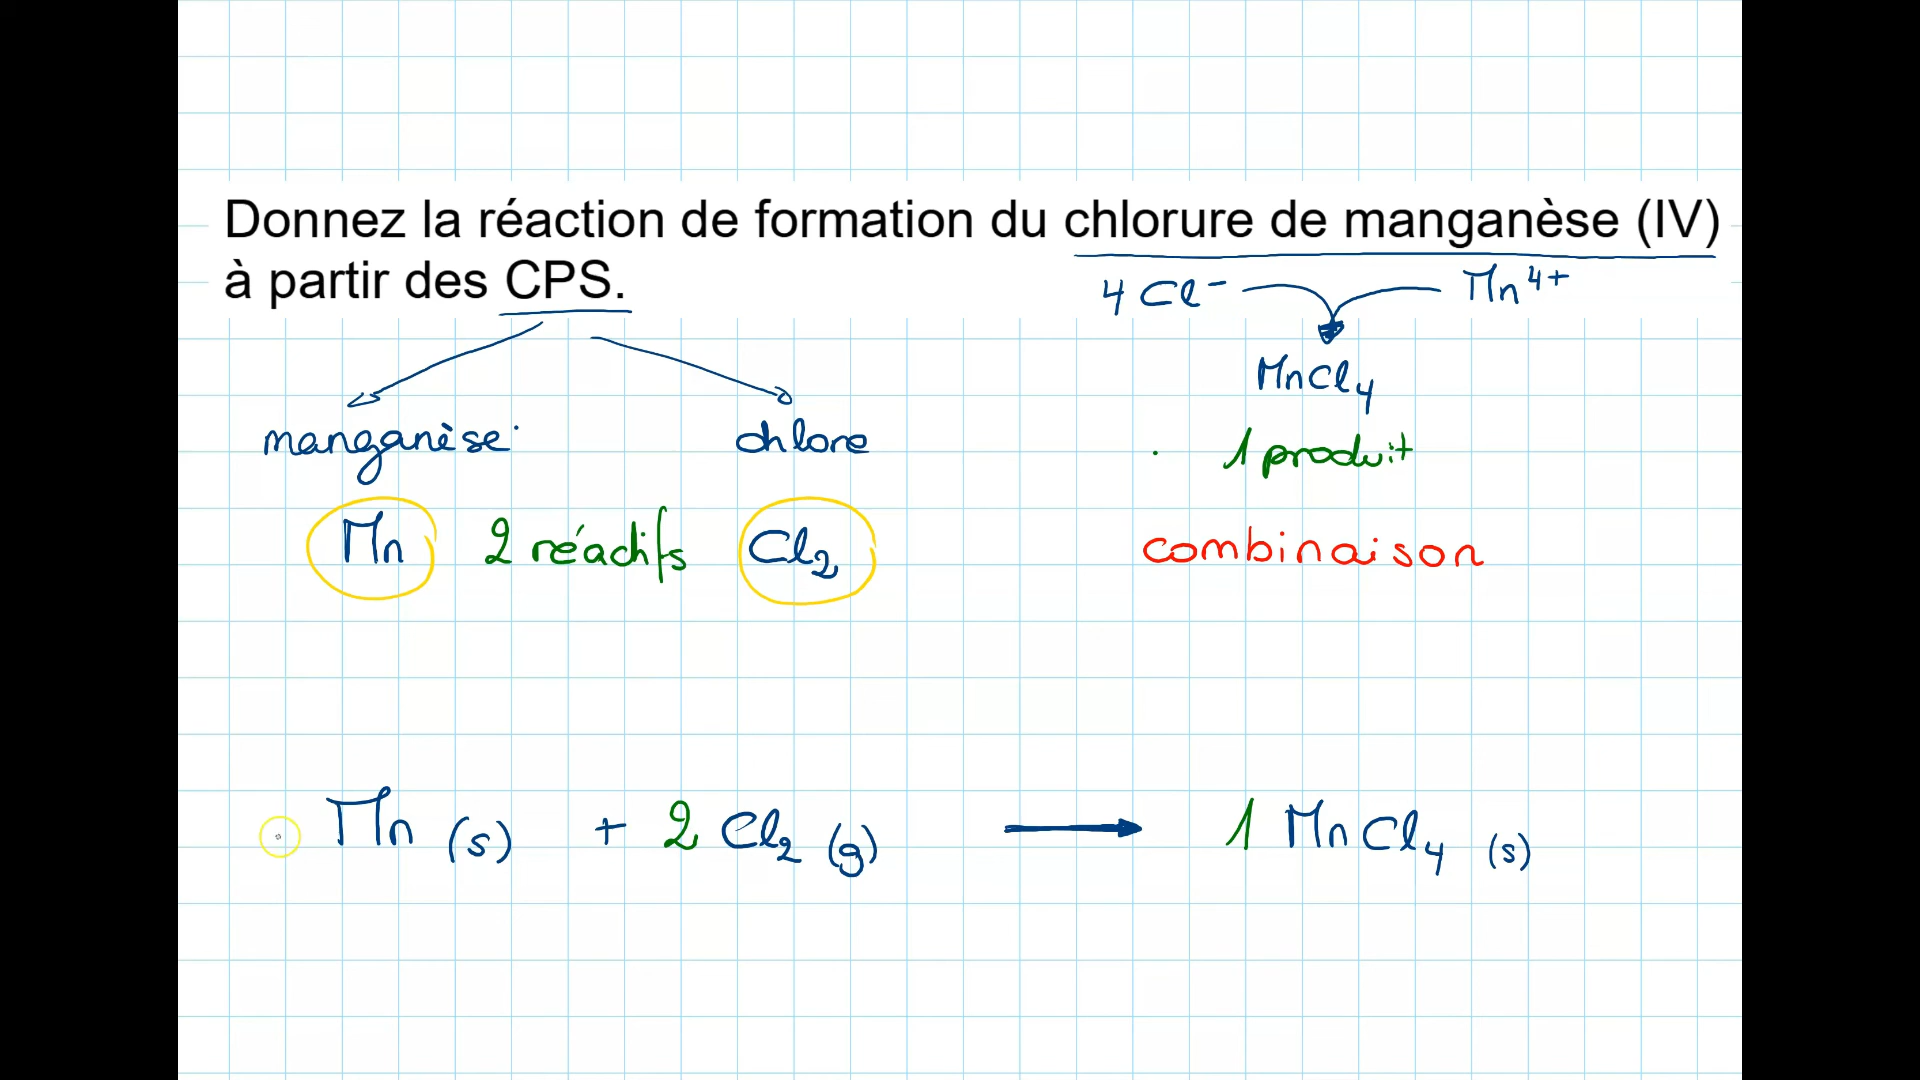 Donnez la réaction de formation du chlorure de manganèse (IV)
à partir des CPS.
4 Cl⁻ Mn⁴⁺
MnCl₄
manganèse chlore
1 produit
Mn 2 réactifs Cl₂
combinaison
Mn (s) + 2 Cl₂ (g) → 1 MnCl₄ (s)